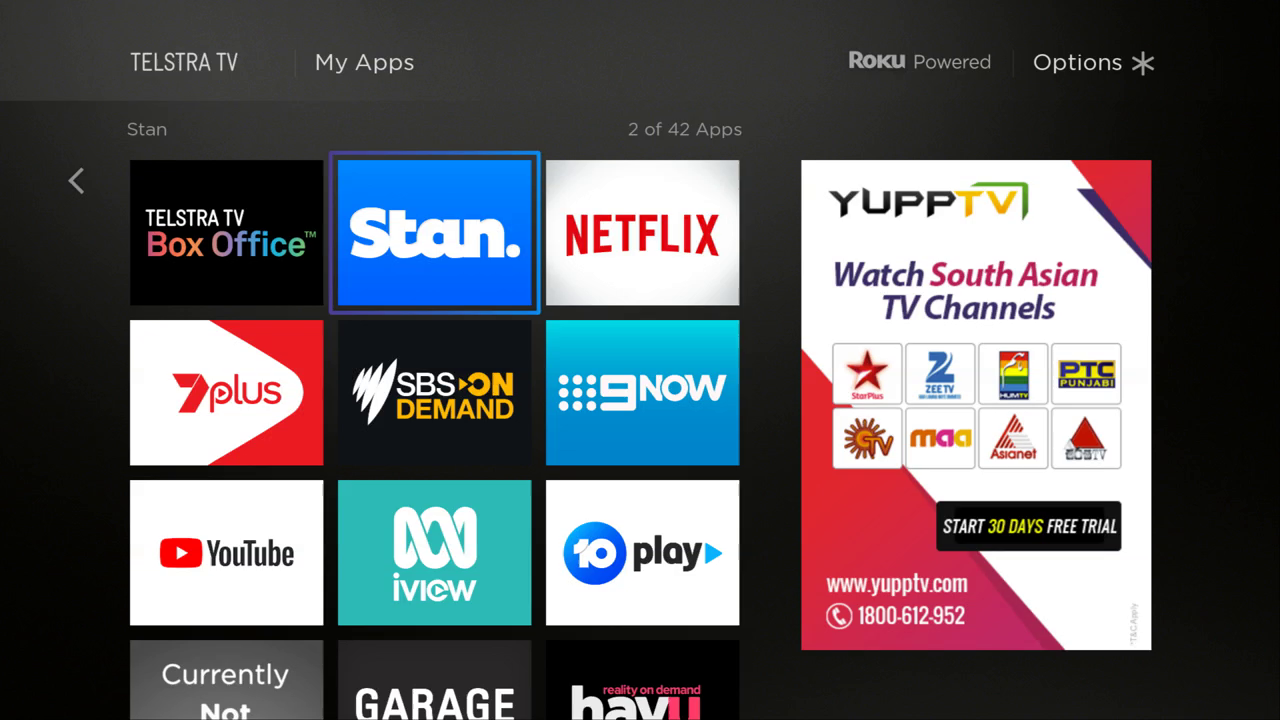 TELSTRA TV
My Apps
ROKU Powered
Options
Stan
2 of 42 Apps
TELSTRA TV
Box Office™
Stan.
NETFLIX
7plus
SBS ON
DEMAND
9NOW
YouTube
iview
10 play
Currently
Not
GARAGE
reality on demand
hayu
YUPPTV
Watch South Asian
TV Channels
StarPlus
ZEE TV
HUMTV
PTC
PUNJABI
TV
maa
Asianet
START 30 DAYS FREE TRIAL
www.yupptv.com
1800-612-952
*T&C Apply